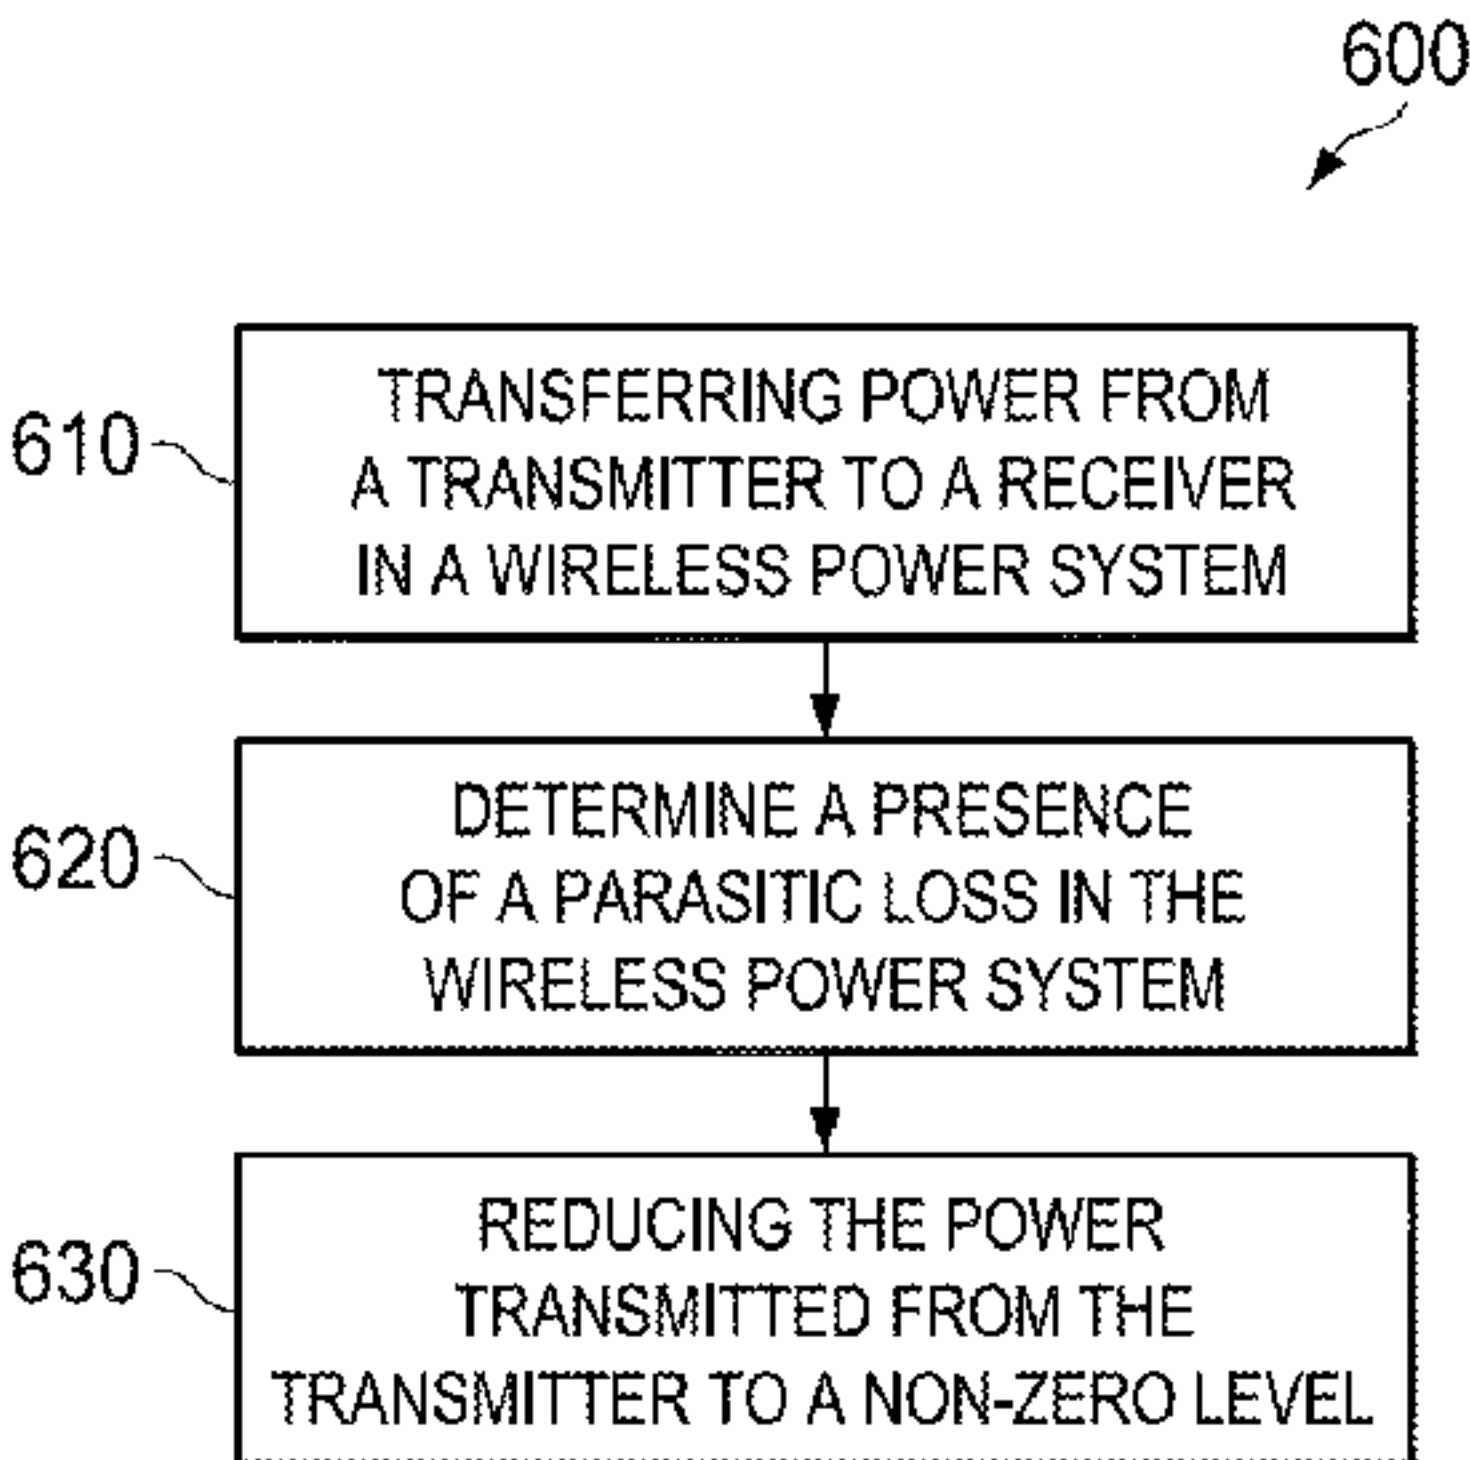 600
610
TRANSFERRING POWER FROM
A TRANSMITTER TO A RECEIVER
IN A WIRELESS POWER SYSTEM
620
DETERMINE A PRESENCE
OF A PARASITIC LOSS IN THE
WIRELESS POWER SYSTEM
630
REDUCING THE POWER
TRANSMITTED FROM THE
TRANSMITTER TO A NON-ZERO LEVEL